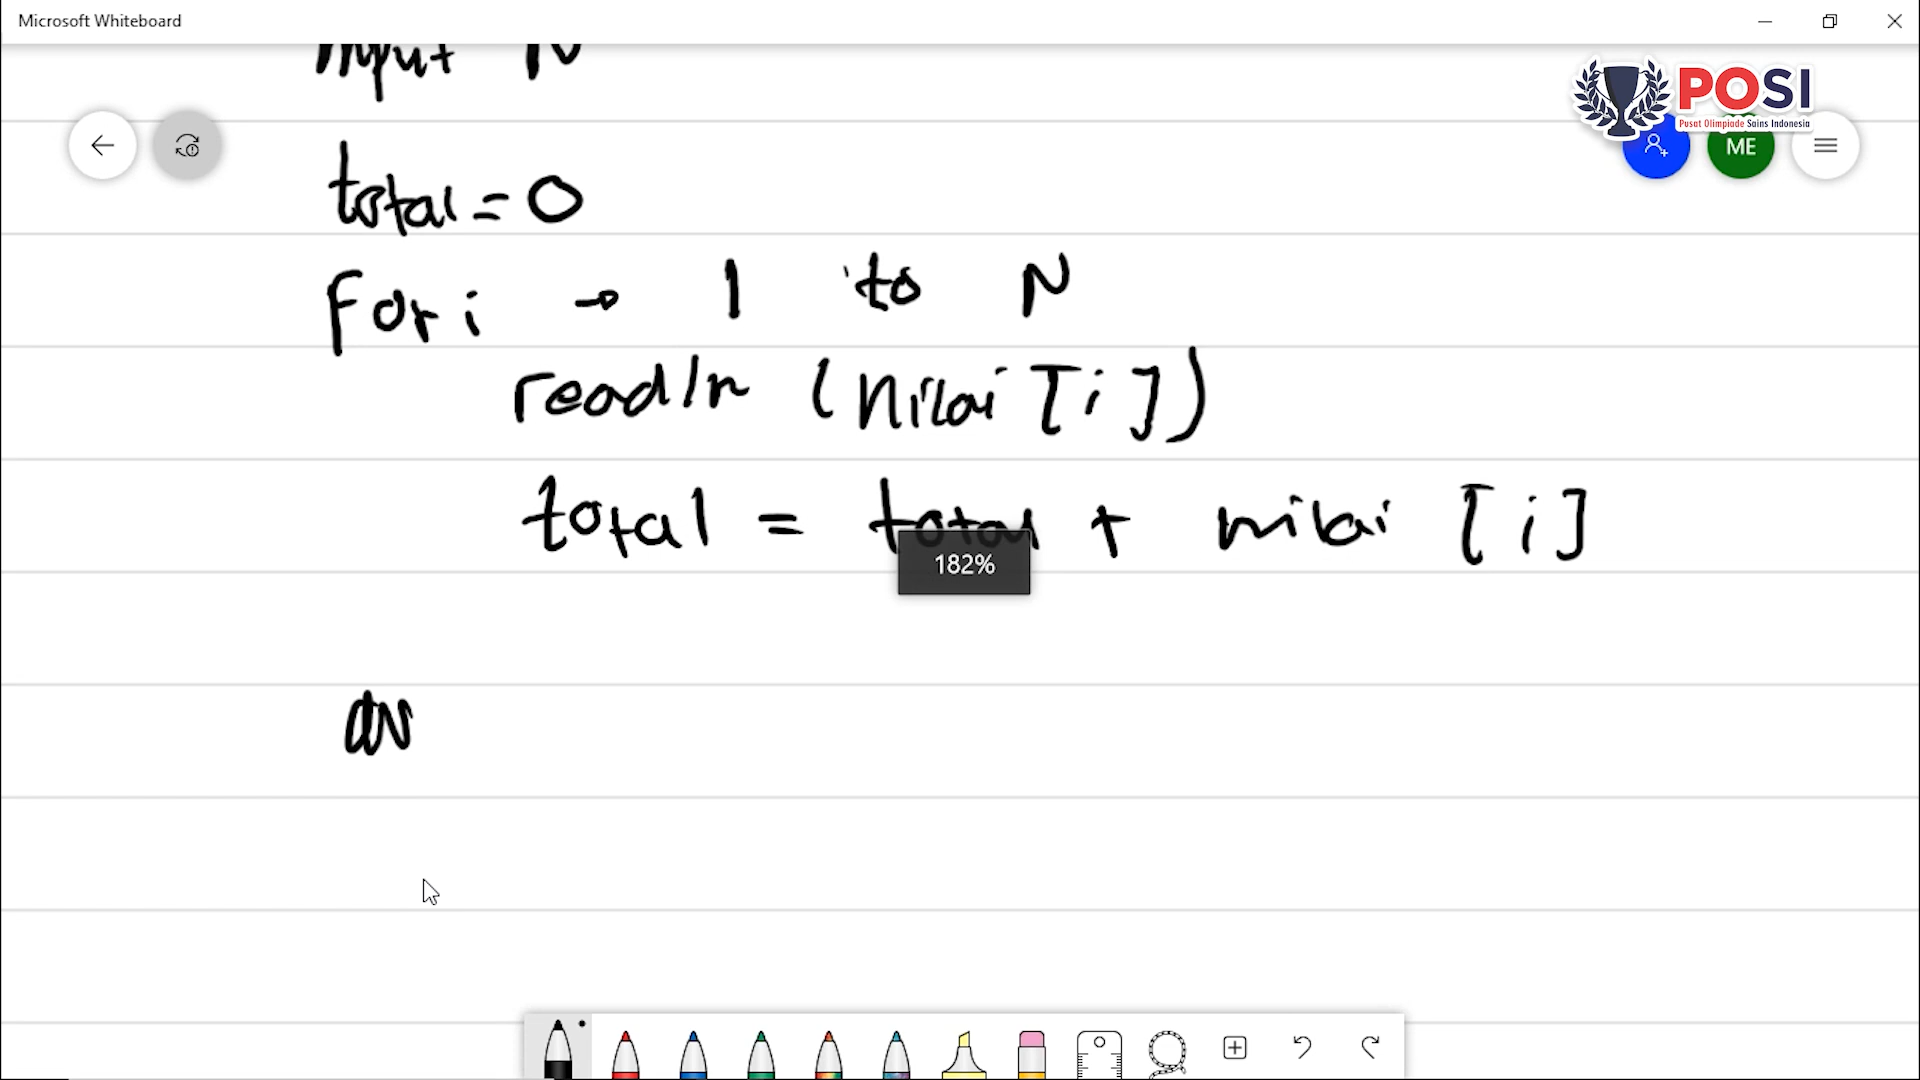 Microsoft Whiteboard
input N
POSI
Pusat Olimpiade Sains Indonesia
ME
total = 0
For i → 1 to N
readln (Nilai [i])
total = total + nilai [i]
182%